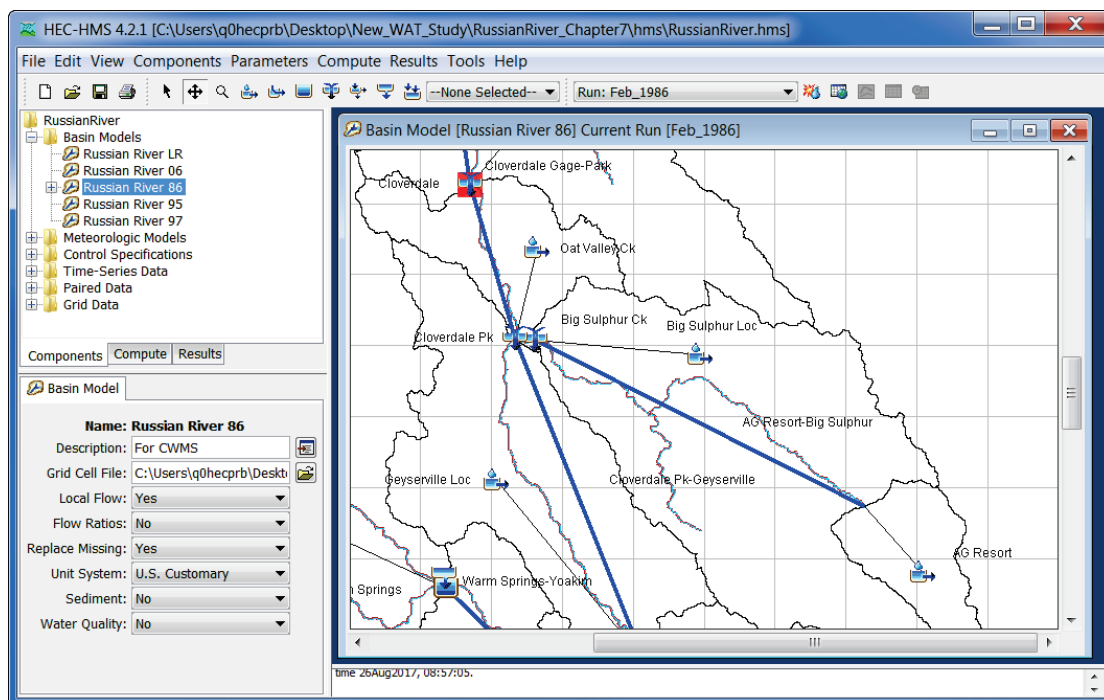 HEC-HMS 4.2.1 [C:\Users\q0hecprb\Desktop\New_WAT_Study\RussianRiver_Chapter7\hms\RussianRiver.hms]
File Edit View Components Parameters Compute Results Tools Help
--None Selected-- Run: Feb_1986
RussianRiver
Basin Models
Russian River LR
Russian River 06
Russian River 86
Russian River 95
Russian River 97
Meteorologic Models
Control Specifications
Time-Series Data
Paired Data
Grid Data
Components Compute Results
Basin Model
Name: Russian River 86
Description: For CWMS
Grid Cell File: C:\Users\q0hecprb\Deskt
Local Flow: Yes
Flow Ratios: No
Replace Missing: Yes
Unit System: U.S. Customary
Sediment: No
Water Quality: No
Basin Model [Russian River 86] Current Run [Feb_1986]
Cloverdale Gage-Park
Cloverdale
Oat Valley Ck
Big Sulphur Ck
Big Sulphur Loc
Cloverdale Pk
AG Resort-Big Sulphur
Geyserville Loc
Cloverdale Pk-Geyserville
AG Resort
Warm Springs-Yoakim
Springs
time 26Aug2017, 08:57:05.